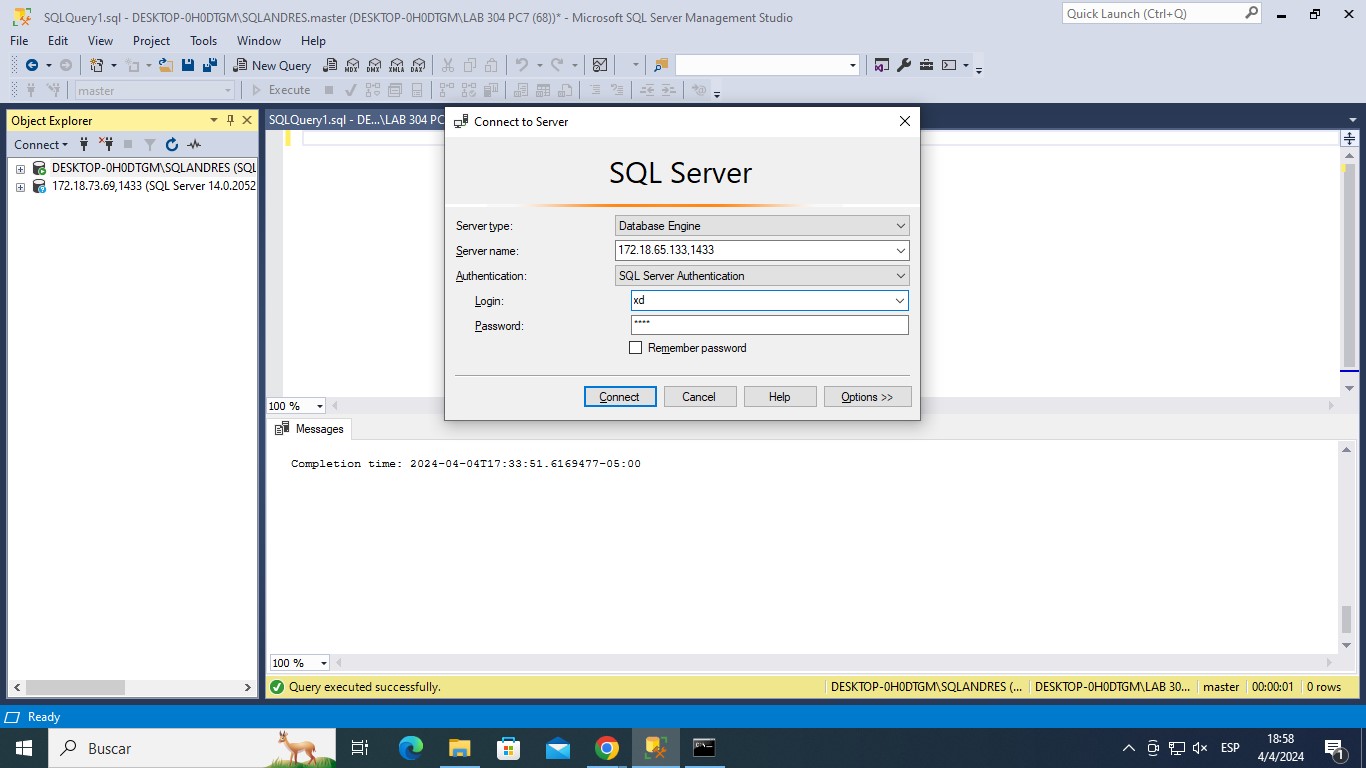 SQLQuery1.sql - DESKTOP-0H0DTGM\SQLANDRES.master (DESKTOP-0H0DTGM\LAB 304 PC7 (68))* - Microsoft SQL Server Management Studio
Quick Launch (Ctrl+Q)
File Edit View Project Tools Window Help
New Query MDX DMX XMLA DAX
master Execute
Object Explorer
SQLQuery1.sql - DE...\LAB 304 PC
Connect
DESKTOP-0H0DTGM\SQLANDRES (SQL
172.18.73.69,1433 (SQL Server 14.0.2052
Connect to Server
SQL Server
Server type: Database Engine
Server name: 172.18.65.133,1433
Authentication: SQL Server Authentication
Login: xd
Password: ****
Remember password
Connect Cancel Help Options >>
100 %
Messages
Completion time: 2024-04-04T17:33:51.6169477-05:00
100 %
Query executed successfully. DESKTOP-0H0DTGM\SQLANDRES (... DESKTOP-0H0DTGM\LAB 30... master 00:00:01 0 rows
Ready
Buscar
ESP
18:58
4/4/2024
1